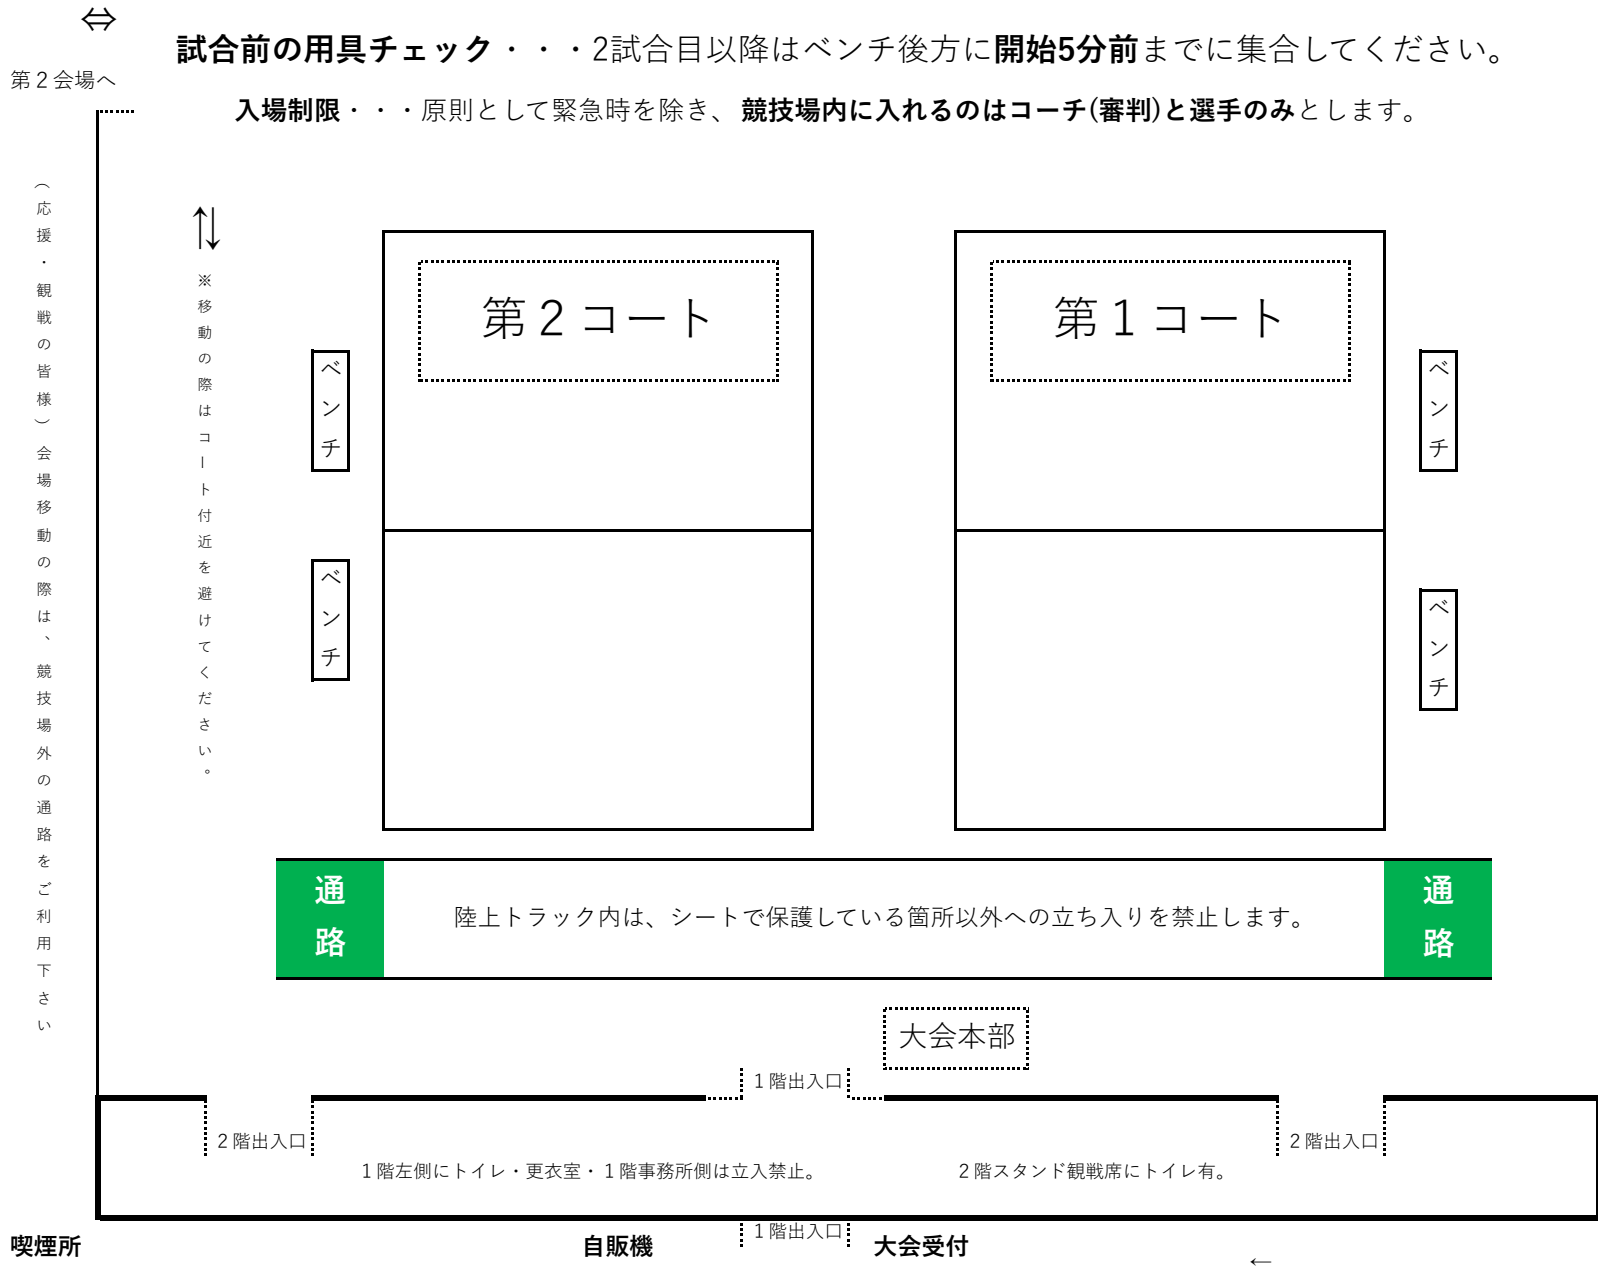 ⇔
試合前の用具チェック・・・2試合目以降はベンチ後方に開始5分前までに集合してください。
第２会場へ
入場制限・・・原則として緊急時を除き、競技場内に入れるのはコーチ(審判)と選手のみとします。
（応援・観戦の皆様）会場移動の際は、競技場外の通路をご利用下さい
※移動の際はコート付近を避けてください。
第２コート
第１コート
ベンチ
ベンチ
ベンチ
ベンチ
通路
陸上トラック内は、シートで保護している箇所以外への立ち入りを禁止します。
通路
大会本部
１階出入口
２階出入口
２階出入口
１階左側にトイレ・更衣室・１階事務所側は立入禁止。
２階スタンド観戦席にトイレ有。
喫煙所
自販機
１階出入口
大会受付
←